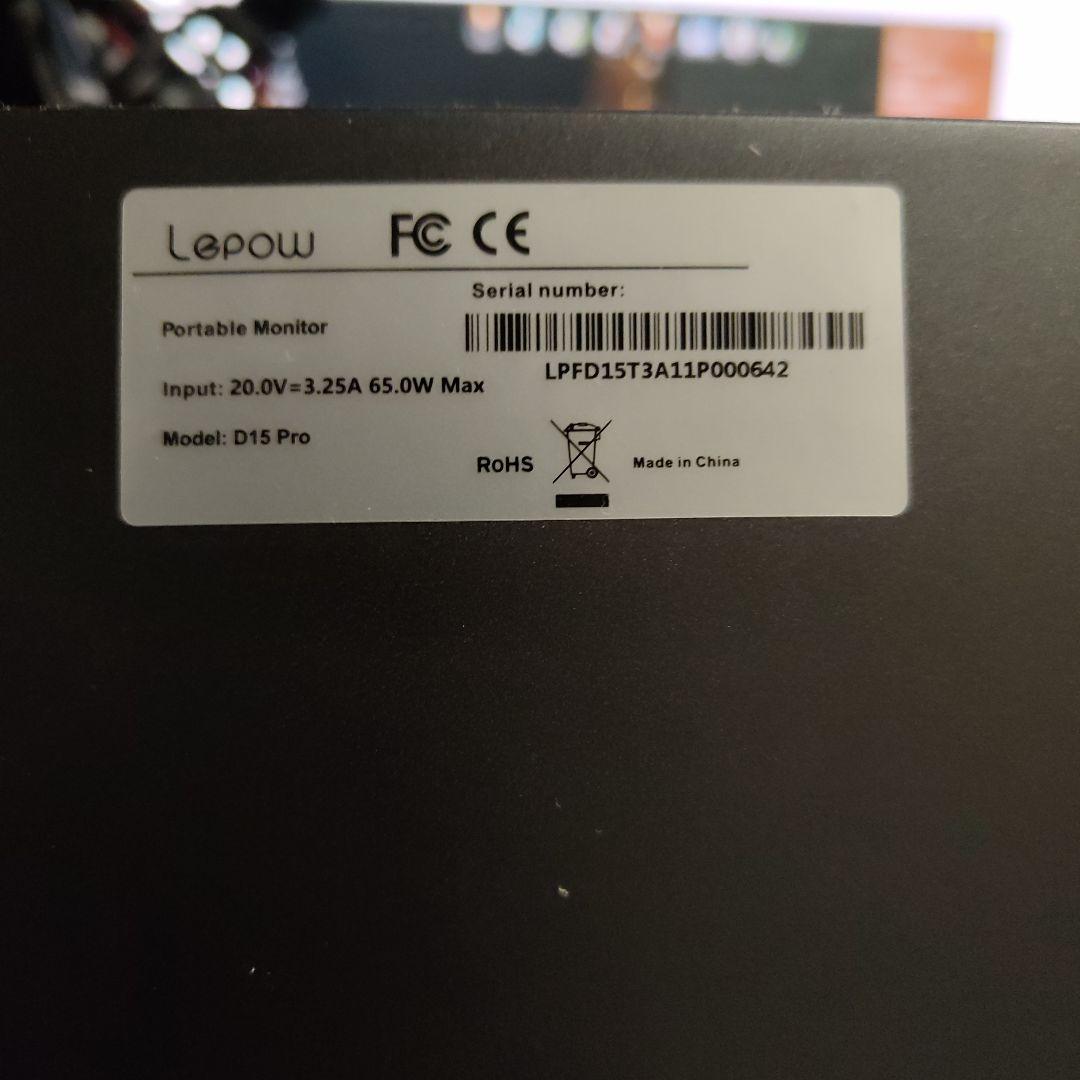 Lepow FC CE
Serial number:
Portable Monitor
LPFD15T3A11P000642
Input: 20.0V=3.25A 65.0W Max
Model: D15 Pro
RoHS
Made in China